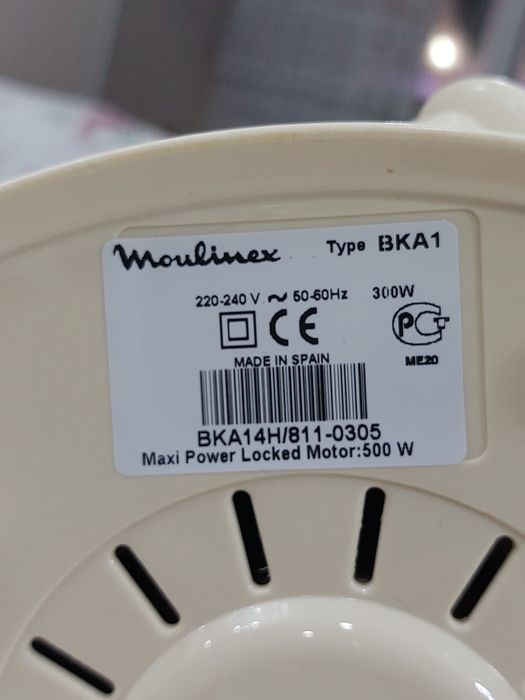 Moulinex Type BKA1
220-240 V ~ 50-60Hz 300W
CE PCT
MADE IN SPAIN ME20
BKA14H/811-0305
Maxi Power Locked Motor:500 W